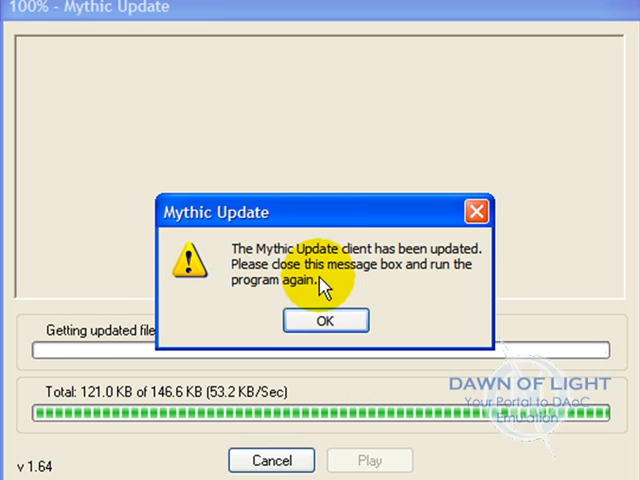 100% - Mythic Update
Mythic Update
The Mythic Update client has been updated.
Please close this message box and run the
program again.
OK
Getting updated file
Total: 121.0 KB of 146.6 KB (53.2 KB/Sec)
DAWN OF LIGHT
Your Portal to DAoC
Emulation
v 1.64
Cancel
Play